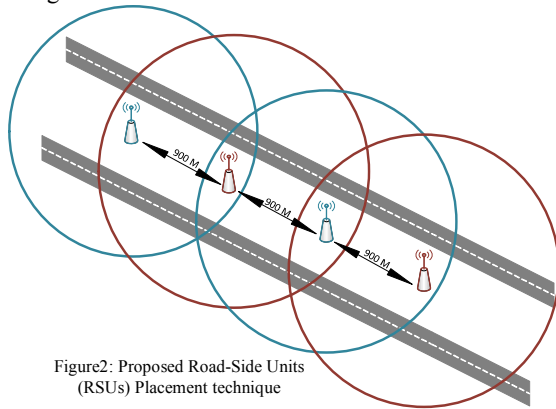 900 M
900 M
900 M
Figure2: Proposed Road-Side Units
(RSUs) Placement technique